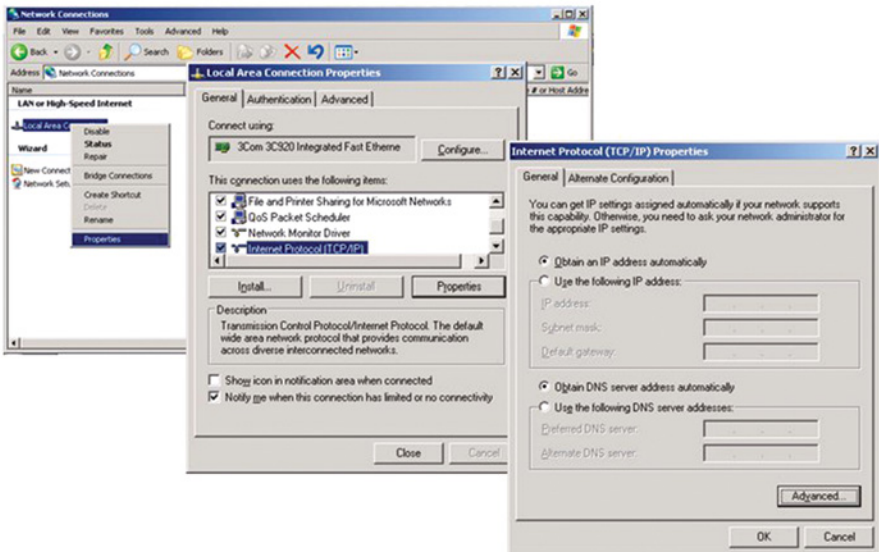 Network Connections
File Edit View Favorites Tools Advanced Help
Back Search Folders
Address Network Connections Go
Name # or Host Addre
LAN or High-Speed Internet
Local Area C
Wizard
New Connect
Network Setu
Disable
Status
Repair
Bridge Connections
Create Shortcut
Delete
Rename
Properties
Local Area Connection Properties
General Authentication Advanced
Connect using:
3Com 3C920 Integrated Fast Etherne
Configure...
This connection uses the following items:
File and Printer Sharing for Microsoft Networks
QoS Packet Scheduler
Network Monitor Driver
Internet Protocol (TCP/IP)
Install... Uninstall Properties
Description
Transmission Control Protocol/Internet Protocol. The default
wide area network protocol that provides communication
across diverse interconnected networks.
Show icon in notification area when connected
Notify me when this connection has limited or no connectivity
Close Cancel
Internet Protocol (TCP/IP) Properties
General Alternate Configuration
You can get IP settings assigned automatically if your network supports
this capability. Otherwise, you need to ask your network administrator for
the appropriate IP settings.
Obtain an IP address automatically
Use the following IP address:
IP address:
Subnet mask:
Default gateway:
Obtain DNS server address automatically
Use the following DNS server addresses:
Preferred DNS server:
Alternate DNS server:
Advanced...
OK Cancel